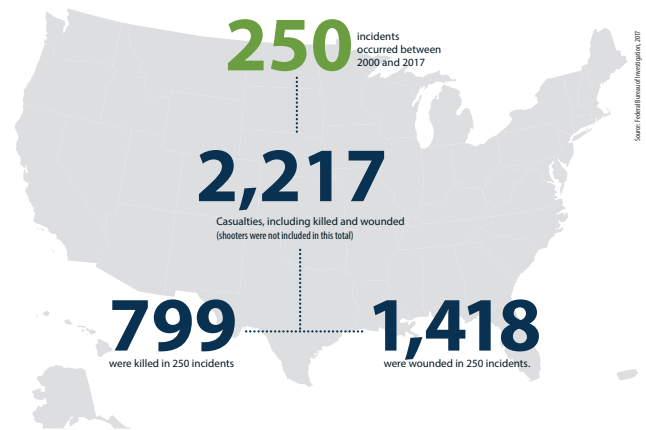 250
incidents
occurred between
2000 and 2017
Source: Federal Bureau of Investigation, 2017
2,217
Casualties, including killed and wounded
(shooters were not included in this total)
799
were killed in 250 incidents
1,418
were wounded in 250 incidents.